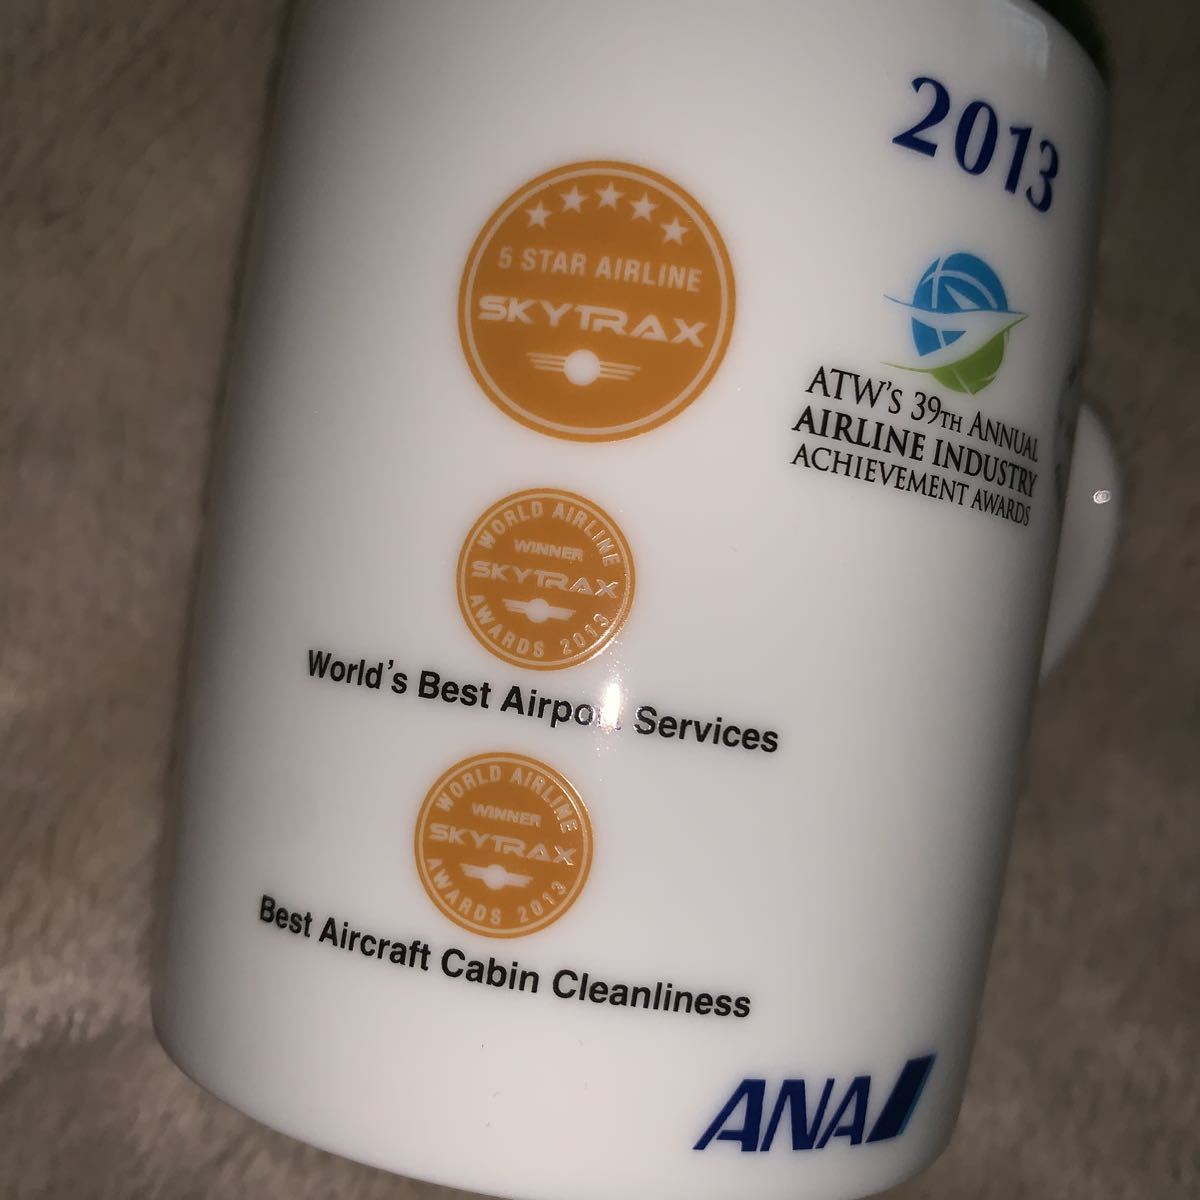 2013
5 STAR AIRLINE
SKYTRAX
ATW'S 39TH ANNUAL
AIRLINE INDUSTRY
ACHIEVEMENT AWARDS
WORLD AIRLINE
WINNER
SKYTRAX
AWARDS 2013
World's Best Airport Services
WORLD AIRLINE
WINNER
SKYTRAX
AWARDS 2013
Best Aircraft Cabin Cleanliness
ANA